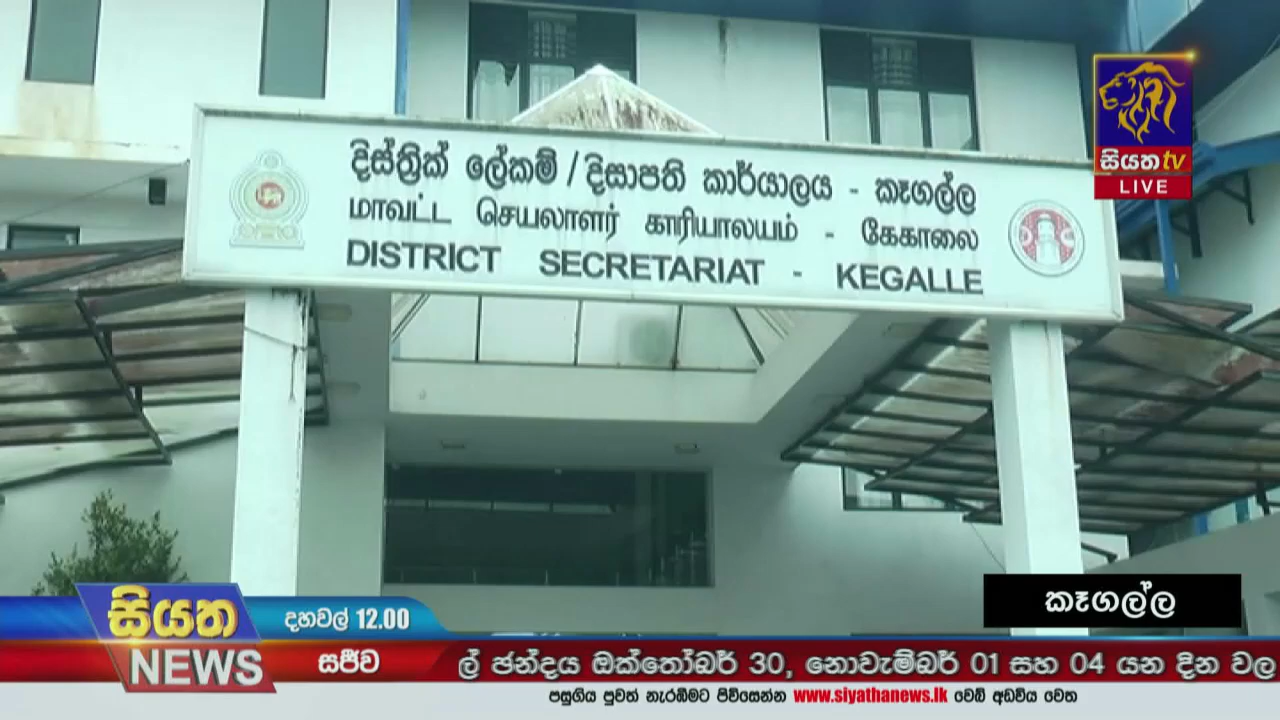 සියත tv
LIVE
දිස්ත්‍රික් ලේකම් / දිසාපති කාර්යාලය - කෑගල්ල
மாவட்ட செயலாளர் காரியாலயம் - கேகாலை
DISTRICT SECRETARIAT - KEGALLE
කෑගල්ල
සියත
NEWS
දහවල් 12.00
සජීව
ල් ඡන්දය ඔක්තෝබර් 30, නොවැම්බර් 01 සහ 04 යන දින වල
පසුගිය පුවත් නැරඹීමට පිවිසෙන්න www.siyathanews.lk වෙබ් අඩවිය වෙත